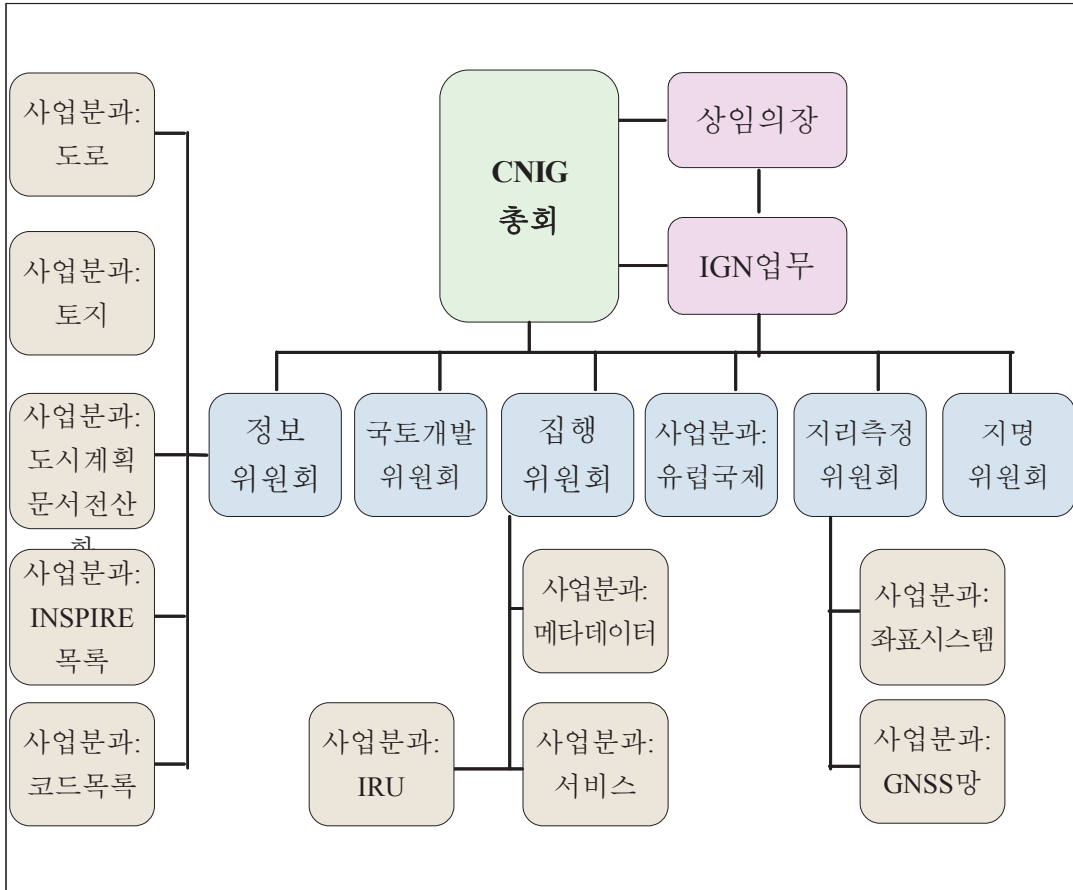 사업분과:
도로
사업분과:
토지
사업분과:
도시계획
문서전산
화
사업분과:
INSPIRE
목록
사업분과:
코드목록
CNIG
총회
상임의장
IGN업무
정보
위원회
국토개발
위원회
집행
위원회
사업분과:
유럽국제
지리측정
위원회
지명
위원회
사업분과:
메타데이터
사업분과:
IRU
사업분과:
서비스
사업분과:
좌표시스템
사업분과:
GNSS망